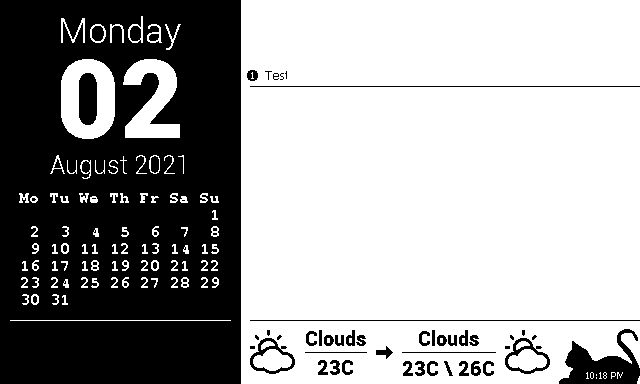 Monday
02
August 2021
Mo Tu We Th Fr Sa Su
1
2 3 4 5 6 7 8
9 10 11 12 13 14 15
16 17 18 19 20 21 22
23 24 25 26 27 28 29
30 31
1 Test
Clouds
23C
Clouds
23C \ 26C
10:18 PM